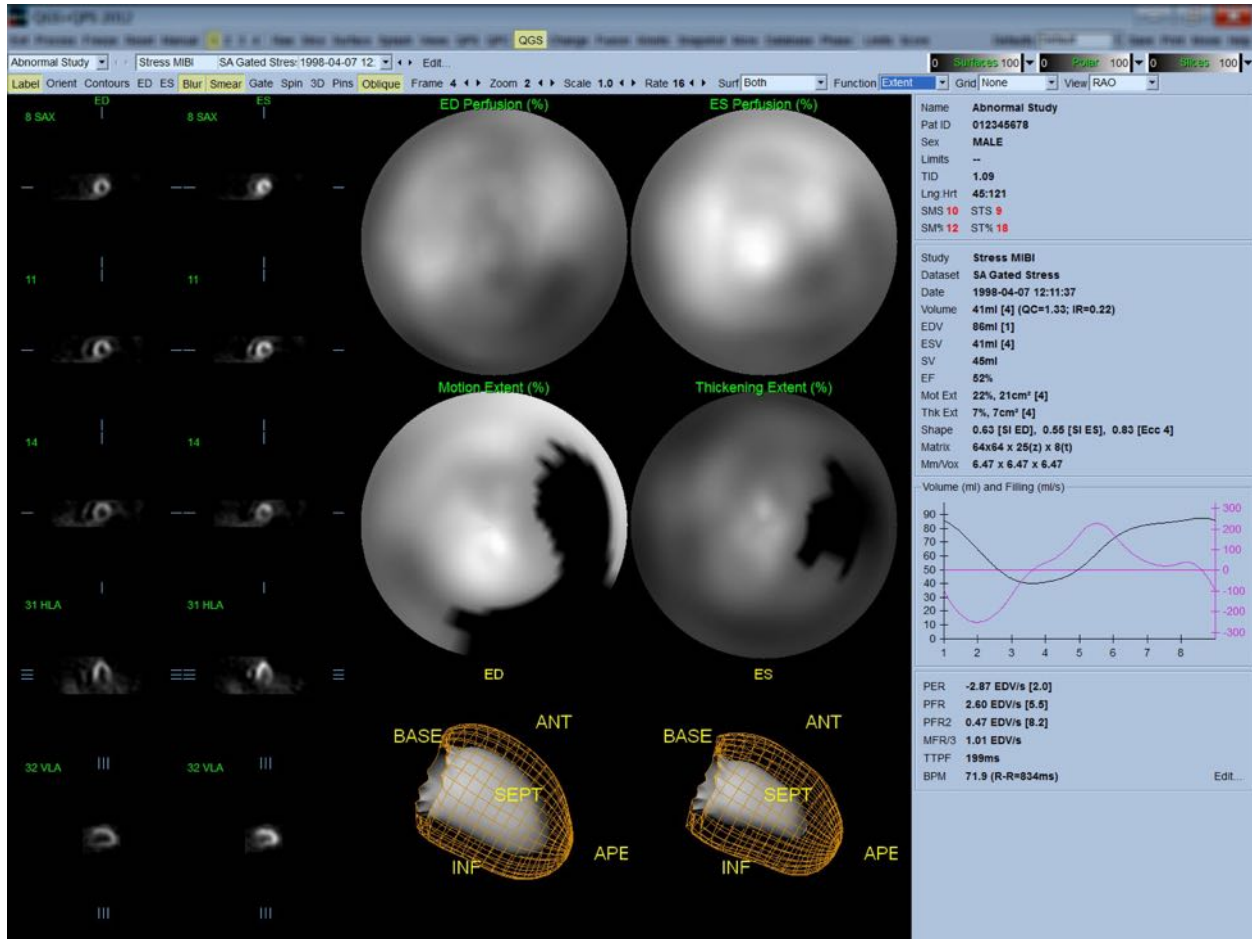 QGS+QPS 2012
QGS
Abnormal Study Stress MIBI SA Gated Stress: 1998-04-07 12: Edit... 0 Surfaces 100 0 Polar 100 0 Slices 100
Label Orient Contours ED ES Blur Smear Gate Spin 3D Pins Oblique Frame 4 Zoom 2 Scale 1.0 Rate 16 Surf Both Function Extent Grid None View RAO
ED ES
8 SAX 8 SAX
11 11
14 14
31 HLA 31 HLA
32 VLA 32 VLA
ED Perfusion (%) ES Perfusion (%)
Motion Extent (%) Thickening Extent (%)
ED ES
BASE ANT SEPT INF APE
BASE ANT SEPT INF APE
Name Abnormal Study
Pat ID 012345678
Sex MALE
Limits --
TID 1.09
Lng:Hrt 45:121
SMS 10 STS 9
SM% 12 ST% 18
Study Stress MIBI
Dataset SA Gated Stress
Date 1998-04-07 12:11:37
Volume 41ml [4] (QC=1.33; IR=0.22)
EDV 86ml [1]
ESV 41ml [4]
SV 45ml
EF 52%
Mot Ext 22%, 21cm² [4]
Thk Ext 7%, 7cm² [4]
Shape 0.63 [SI ED], 0.55 [SI ES], 0.83 [Ecc 4]
Matrix 64x64 x 25(z) x 8(t)
Mm/Vox 6.47 x 6.47 x 6.47
Volume (ml) and Filling (ml/s)
90 80 70 60 50 40 30 20 10 0
300 200 100 0 -100 -200 -300
1 2 3 4 5 6 7 8
PER -2.87 EDV/s [2.0]
PFR 2.60 EDV/s [5.5]
PFR2 0.47 EDV/s [8.2]
MFR/3 1.01 EDV/s
TTPF 199ms
BPM 71.9 (R-R=834ms) Edit...